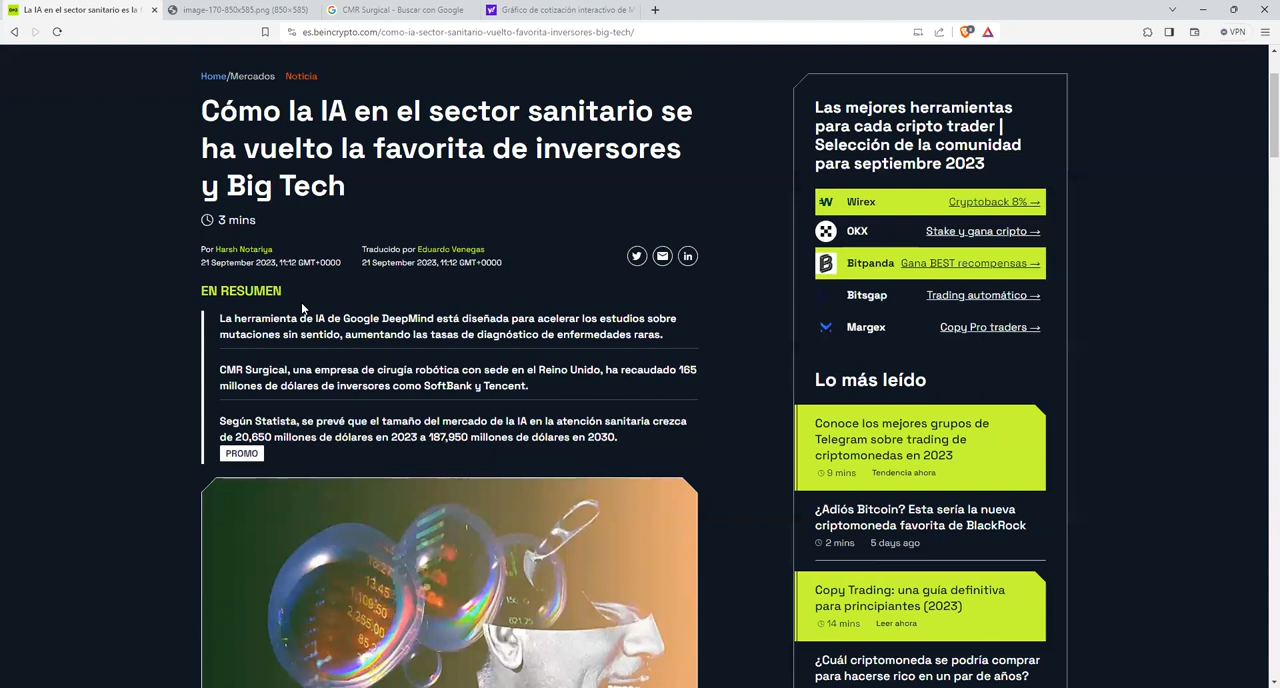 La IA en el sector sanitario es la f
image-170-850x585.png (850×585)
CMR Surgical - Buscar con Google
Gráfico de cotización interactivo de M
es.beincrypto.com/como-ia-sector-sanitario-vuelto-favorita-inversores-big-tech/
VPN
Home/Mercados Noticia
Cómo la IA en el sector sanitario se
ha vuelto la favorita de inversores
y Big Tech
3 mins
Por Harsh Notariya
21 September 2023, 11:12 GMT+0000
Traducido por Eduardo Venegas
21 September 2023, 11:12 GMT+0000
EN RESUMEN
La herramienta de IA de Google DeepMind está diseñada para acelerar los estudios sobre
mutaciones sin sentido, aumentando las tasas de diagnóstico de enfermedades raras.
CMR Surgical, una empresa de cirugía robótica con sede en el Reino Unido, ha recaudado 165
millones de dólares de inversores como SoftBank y Tencent.
Según Statista, se prevé que el tamaño del mercado de la IA en la atención sanitaria crezca
de 20,650 millones de dólares en 2023 a 187,950 millones de dólares en 2030.
PROMO
Las mejores herramientas
para cada cripto trader |
Selección de la comunidad
para septiembre 2023
Wirex Cryptoback 8% →
OKX Stake y gana cripto →
Bitpanda Gana BEST recompensas →
Bitsgap Trading automático →
Margex Copy Pro traders →
Lo más leído
Conoce los mejores grupos de
Telegram sobre trading de
criptomonedas en 2023
9 mins Tendencia ahora
¿Adiós Bitcoin? Esta sería la nueva
criptomoneda favorita de BlackRock
2 mins 5 days ago
Copy Trading: una guía definitiva
para principiantes (2023)
14 mins Leer ahora
¿Cuál criptomoneda se podría comprar
para hacerse rico en un par de años?